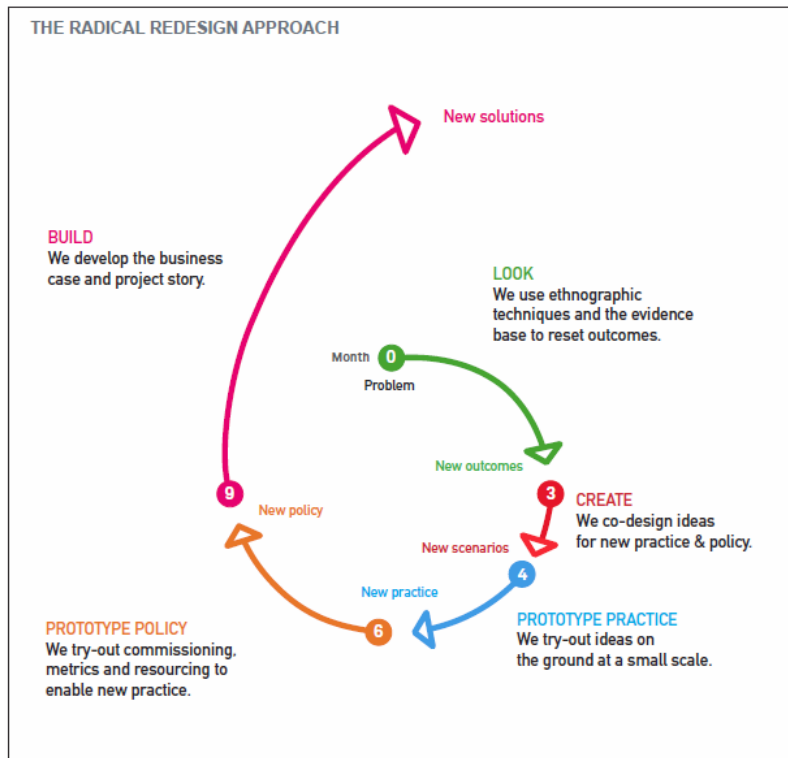 THE RADICAL REDESIGN APPROACH
New solutions
BUILD
We develop the business
case and project story.
LOOK
We use ethnographic
techniques and the evidence
base to reset outcomes.
Month
0
Problem
New outcomes
3
CREATE
We co-design ideas
for new practice & policy.
New scenarios
4
PROTOTYPE PRACTICE
We try-out ideas on
the ground at a small scale.
New practice
6
PROTOTYPE POLICY
We try-out commissioning,
metrics and resourcing to
enable new practice.
New policy
9